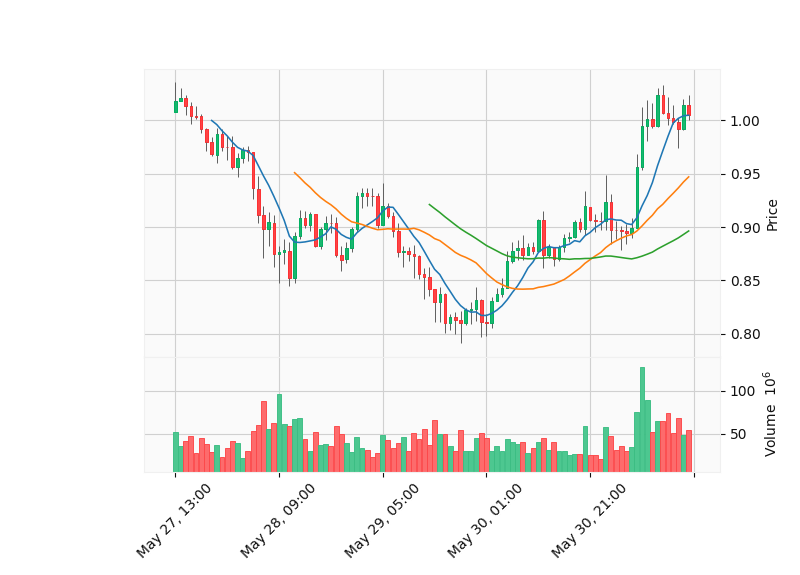 1.00
0.95
0.90
0.85
0.80
Price
100
50
Volume 10^6
May 27, 13:00
May 28, 09:00
May 29, 05:00
May 30, 01:00
May 30, 21:00